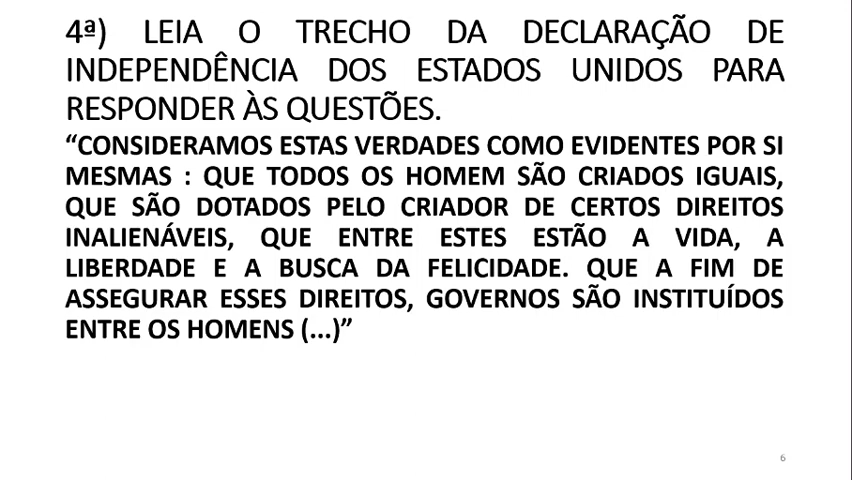 4ª) LEIA O TRECHO DA DECLARAÇÃO DE
INDEPENDÊNCIA DOS ESTADOS UNIDOS PARA
RESPONDER ÀS QUESTÕES.
“CONSIDERAMOS ESTAS VERDADES COMO EVIDENTES POR SI
MESMAS : QUE TODOS OS HOMEM SÃO CRIADOS IGUAIS,
QUE SÃO DOTADOS PELO CRIADOR DE CERTOS DIREITOS
INALIENÁVEIS, QUE ENTRE ESTES ESTÃO A VIDA, A
LIBERDADE E A BUSCA DA FELICIDADE. QUE A FIM DE
ASSEGURAR ESSES DIREITOS, GOVERNOS SÃO INSTITUÍDOS
ENTRE OS HOMENS (...)”
6